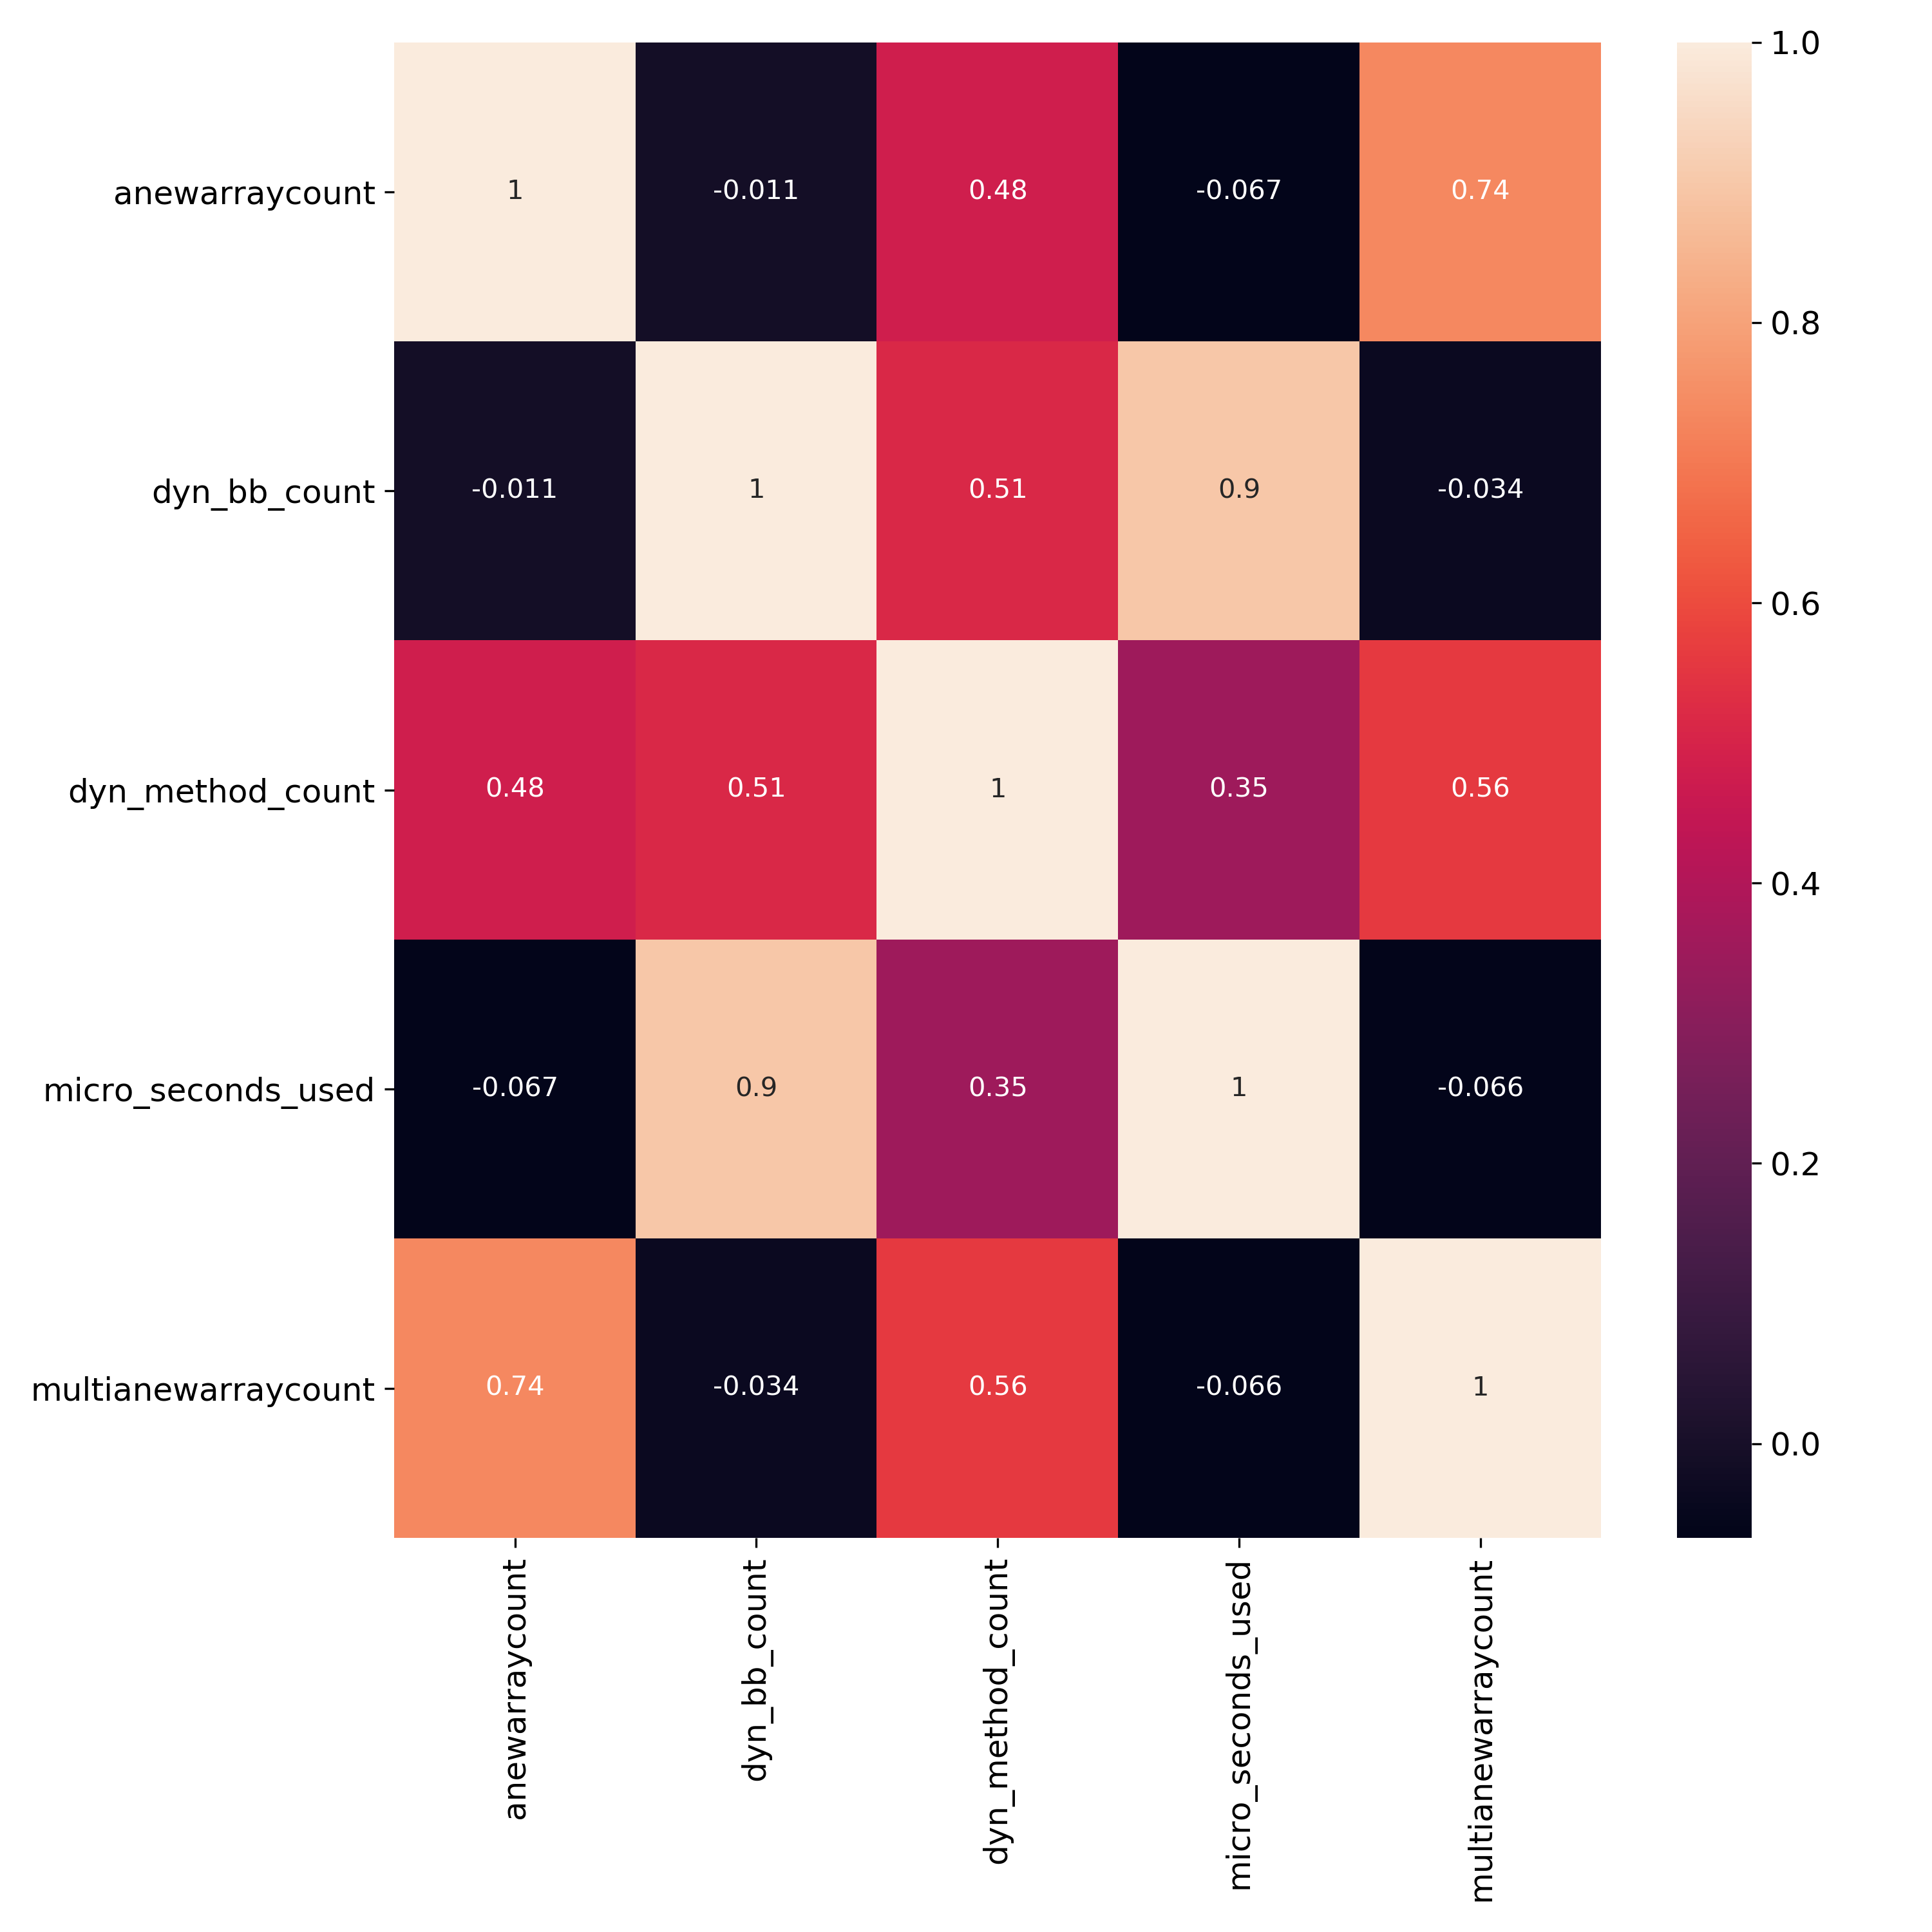 1.0
anewarraycount 1 -0.011 0.48 -0.067 0.74
0.8
dyn_bb_count -0.011 1 0.51 0.9 -0.034
0.6
dyn_method_count 0.48 0.51 1 0.35 0.56
0.4
micro_seconds_used -0.067 0.9 0.35 1 -0.066
0.2
multianewarraycount 0.74 -0.034 0.56 -0.066 1
0.0
anewarraycount
dyn_bb_count
dyn_method_count
micro_seconds_used
multianewarraycount